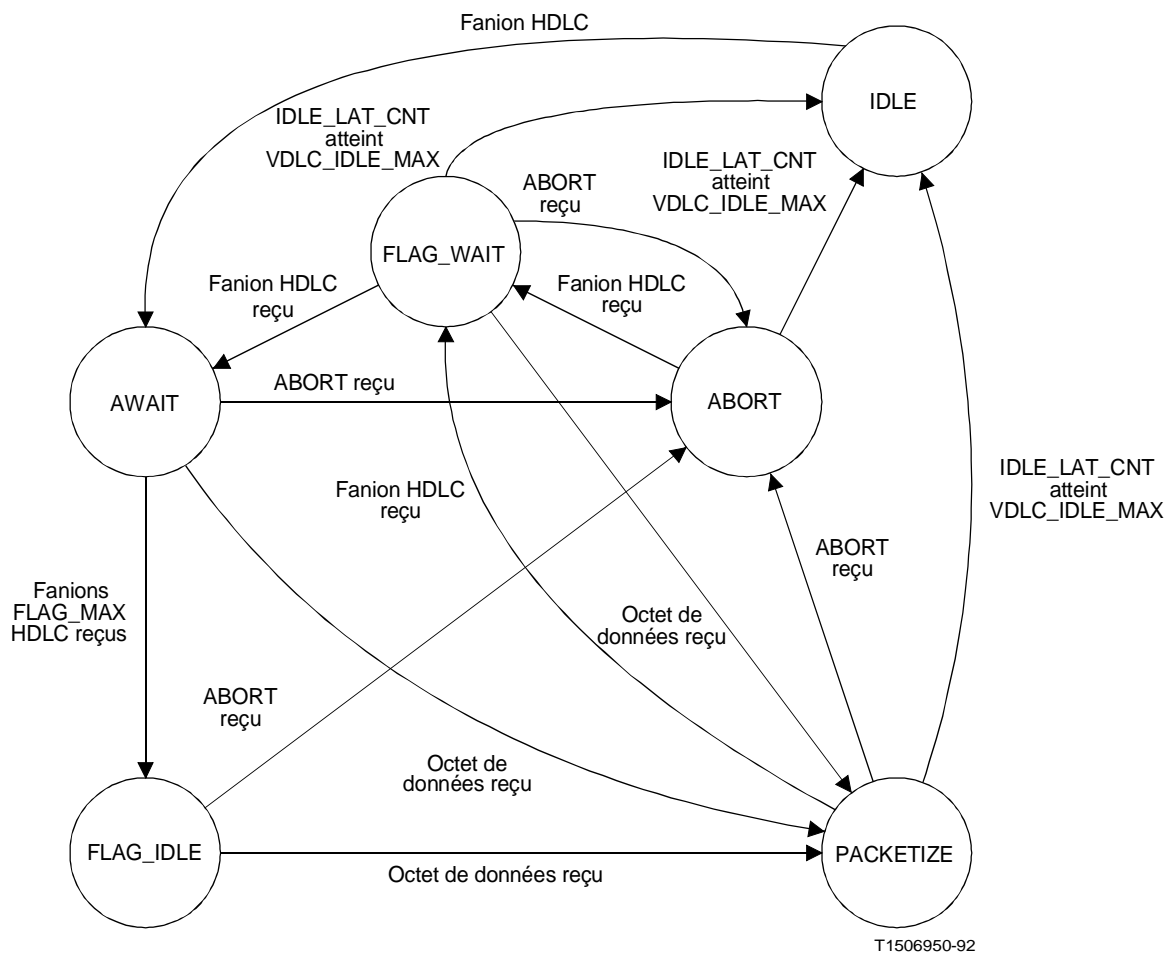 Fanion HDLC
IDLE
IDLE_LAT_CNT
atteint
VDLC_IDLE_MAX
IDLE_LAT_CNT
atteint
VDLC_IDLE_MAX
ABORT
reçu
FLAG_WAIT
Fanion HDLC
reçu
Fanion HDLC
reçu
AWAIT
ABORT reçu
ABORT
IDLE_LAT_CNT
atteint
VDLC_IDLE_MAX
Fanion HDLC
reçu
ABORT
reçu
Fanions
FLAG_MAX
HDLC reçus
Octet de
données reçu
ABORT
reçu
Octet de
données reçu
FLAG_IDLE
PACKETIZE
Octet de données reçu
T1506950-92